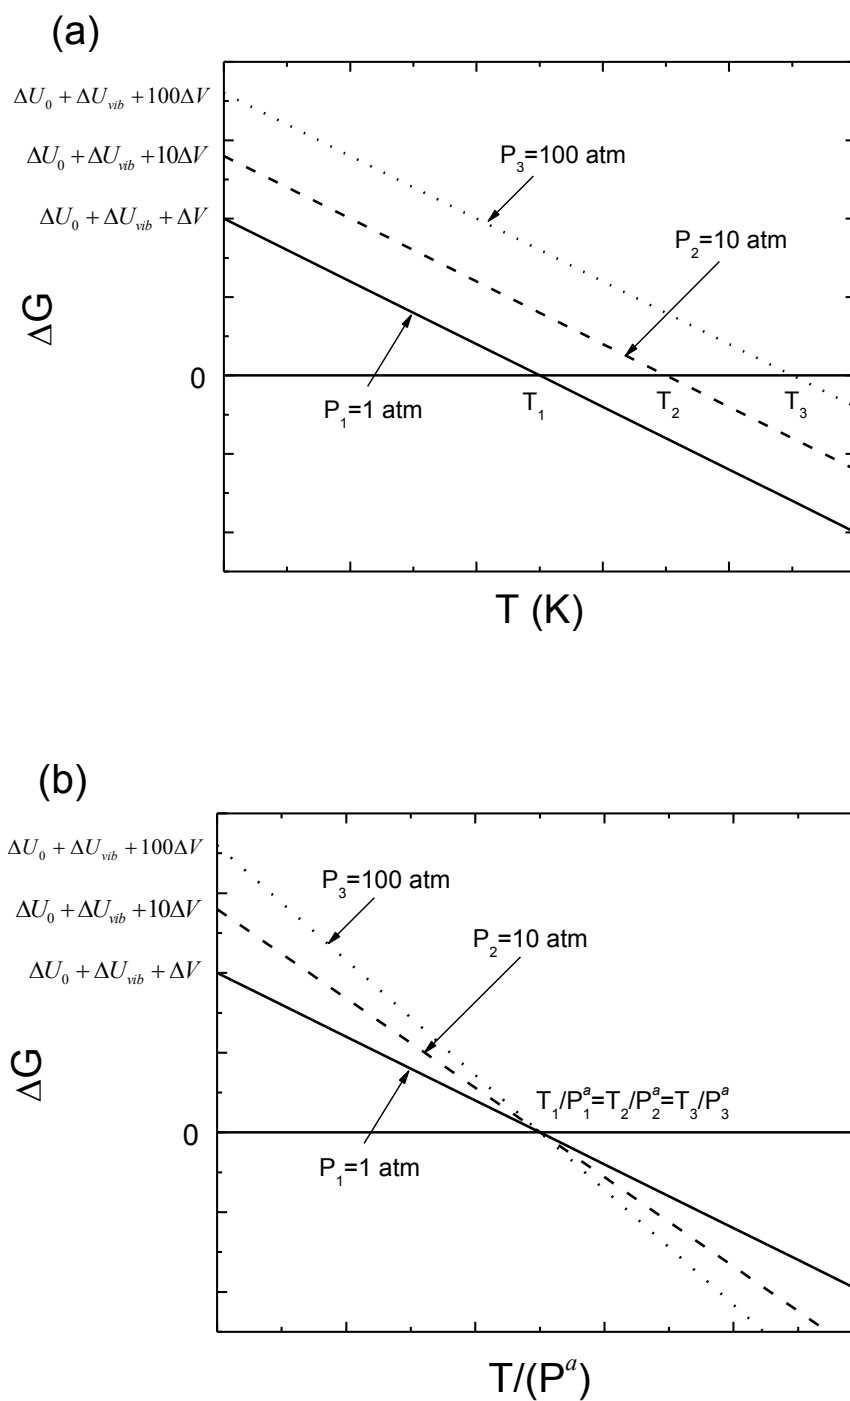 (a)
ΔU₀ + ΔU_vib + 100ΔV
ΔU₀ + ΔU_vib + 10ΔV
ΔU₀ + ΔU_vib + ΔV
P₃=100 atm
P₂=10 atm
ΔG
0
P₁=1 atm
T₁
T₂
T₃
T (K)
(b)
ΔU₀ + ΔU_vib + 100ΔV
ΔU₀ + ΔU_vib + 10ΔV
ΔU₀ + ΔU_vib + ΔV
P₃=100 atm
P₂=10 atm
ΔG
T₁/P₁ᵃ=T₂/P₂ᵃ=T₃/P₃ᵃ
0
P₁=1 atm
T/(Pᵃ)